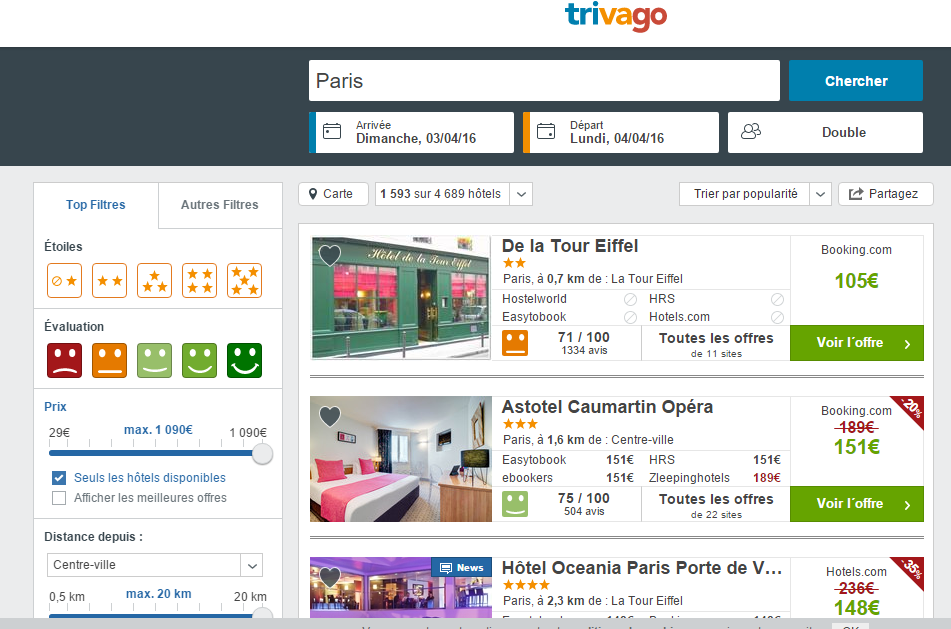 trivago
Paris
Chercher
Arrivée
Dimanche, 03/04/16
Départ
Lundi, 04/04/16
Double
Top Filtres
Autres Filtres
Carte
1 593 sur 4 689 hôtels
Trier par popularité
Partagez
Étoiles
Évaluation
Prix
29€
max. 1 090€
1 090€
Seuls les hôtels disponibles
Afficher les meilleures offres
Distance depuis :
Centre-ville
0,5 km
max. 20 km
20 km
Hôtel de la Tour Eiffel
De la Tour Eiffel
Paris, à 0,7 km de : La Tour Eiffel
Hostelworld
HRS
Easytobook
Hotels.com
71 / 100
1334 avis
Toutes les offres
de 11 sites
Booking.com
105€
Voir l´offre
Astotel Caumartin Opéra
Paris, à 1,6 km de : Centre-ville
Easytobook 151€
HRS 151€
ebookers 151€
Zleepinghotels 189€
75 / 100
504 avis
Toutes les offres
de 22 sites
Booking.com
-20%
189€
151€
Voir l´offre
News
Hôtel Oceania Paris Porte de V…
Paris, à 2,3 km de : La Tour Eiffel
Hotels.com
-35%
236€
148€